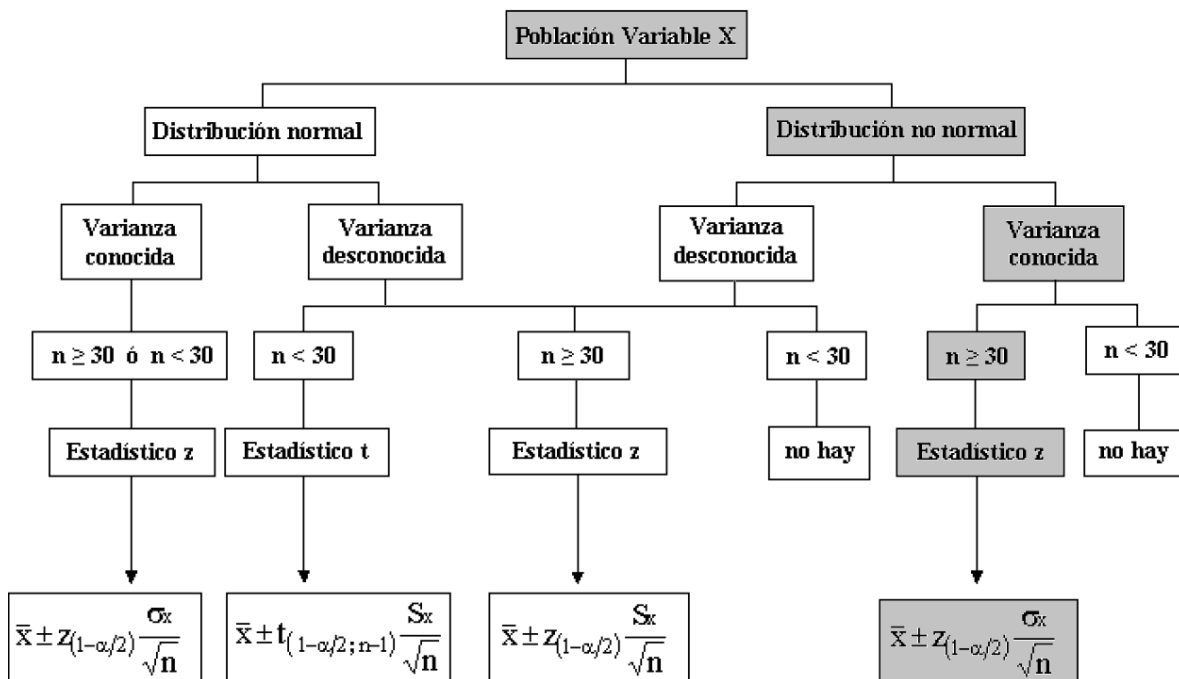 Población Variable X
Distribución normal
Distribución no normal
Varianza
conocida
Varianza
desconocida
Varianza
desconocida
Varianza
conocida
n ≥ 30 ó n < 30
n < 30
n ≥ 30
n < 30
n ≥ 30
n < 30
Estadístico z
Estadístico t
Estadístico z
no hay
Estadístico z
no hay
x̄ ± z(1−α/2) σx/√n
x̄ ± t(1−α/2; n−1) Sx/√n
x̄ ± z(1−α/2) Sx/√n
x̄ ± z(1−α/2) σx/√n